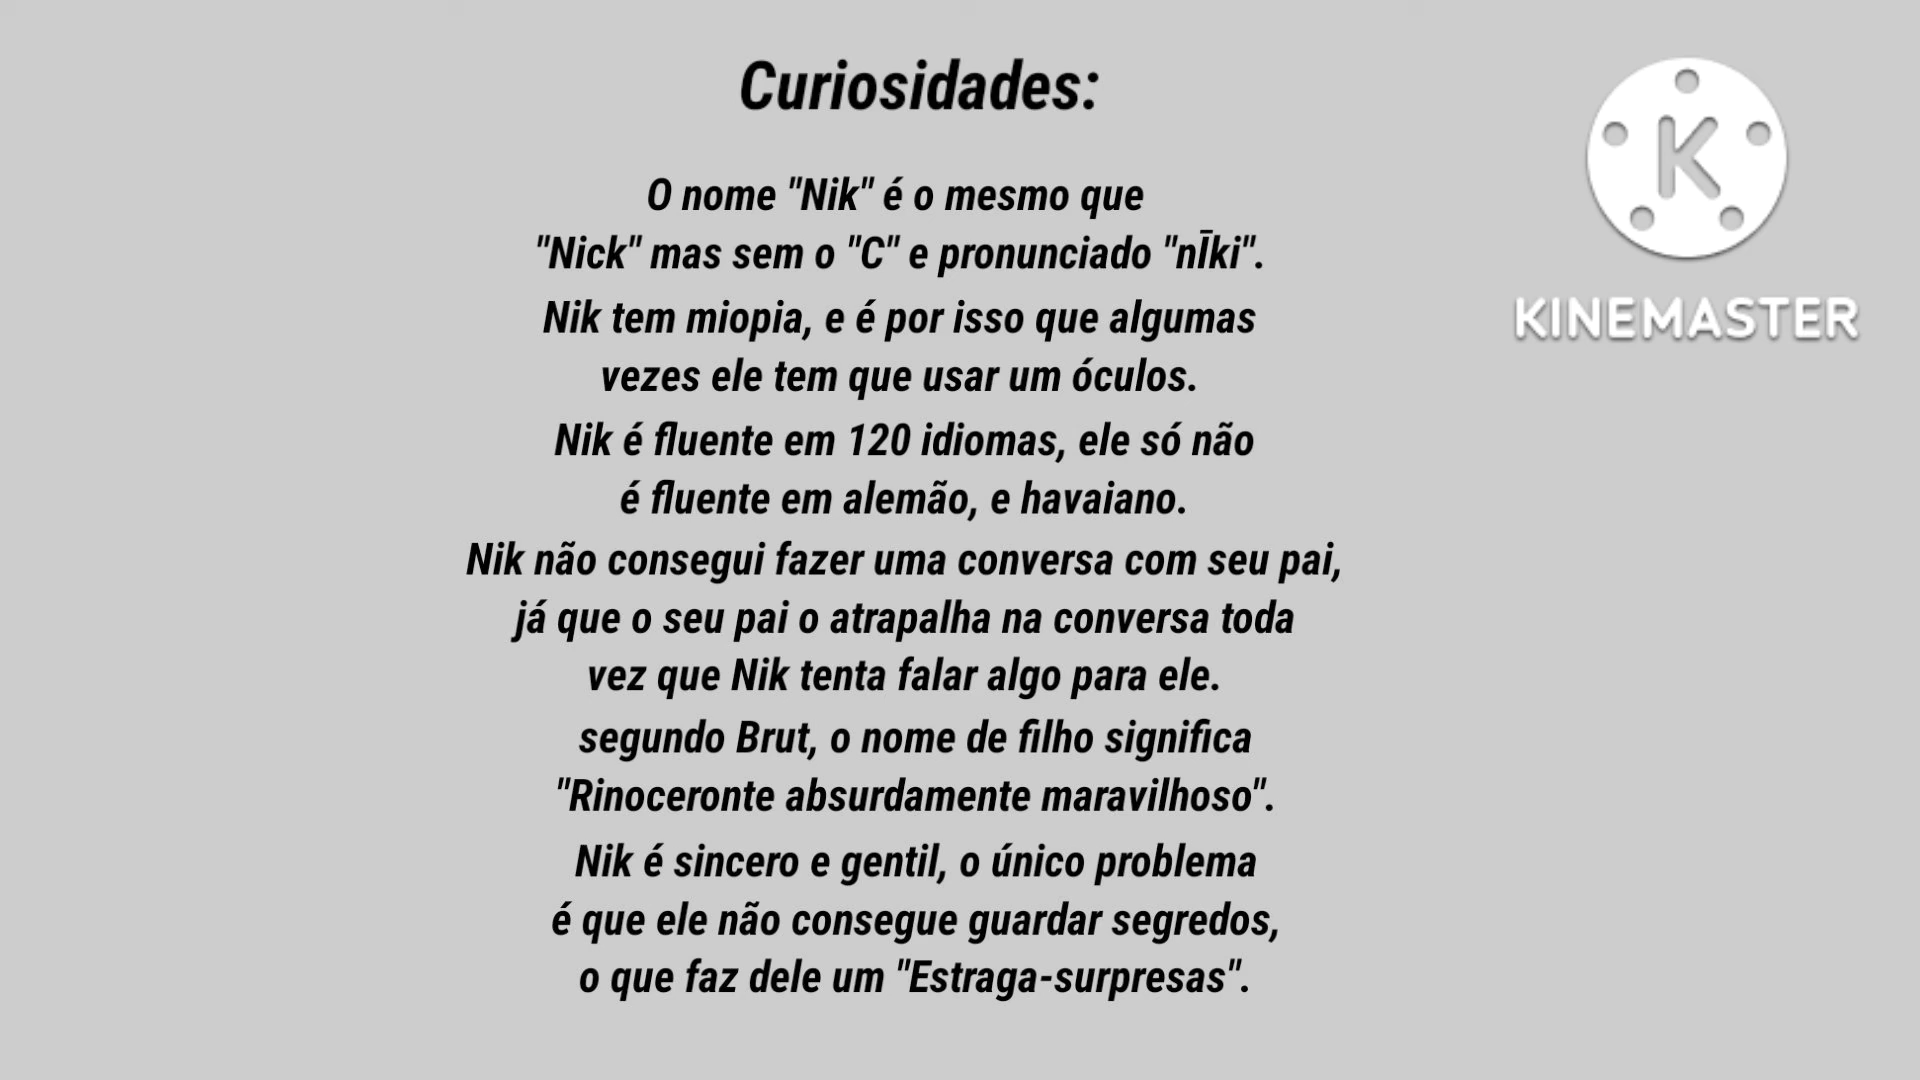 Curiosidades:
O nome "Nik" é o mesmo que
"Nick" mas sem o "C" e pronunciado "nĪki".
Nik tem miopia, e é por isso que algumas
vezes ele tem que usar um óculos.
Nik é fluente em 120 idiomas, ele só não
é fluente em alemão, e havaiano.
Nik não consegui fazer uma conversa com seu pai,
já que o seu pai o atrapalha na conversa toda
vez que Nik tenta falar algo para ele.
segundo Brut, o nome de filho significa
"Rinoceronte absurdamente maravilhoso".
Nik é sincero e gentil, o único problema
é que ele não consegue guardar segredos,
o que faz dele um "Estraga-surpresas".
K
KINEMASTER